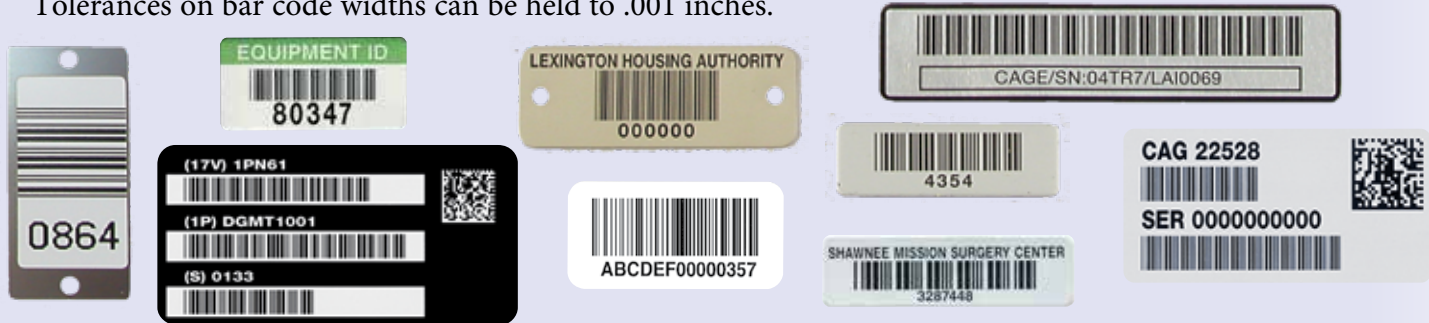 Tolerances on bar code widths can be held to .001 inches.
0864
EQUIPMENT ID
80347
(17V) 1PN61
(1P) DGMT1001
(S) 0133
LEXINGTON HOUSING AUTHORITY
000000
ABCDEF00000357
CAGE/SN:04TR7/LAI0069
4354
SHAWNEE MISSION SURGERY CENTER
3287448
CAG 22528
SER 0000000000